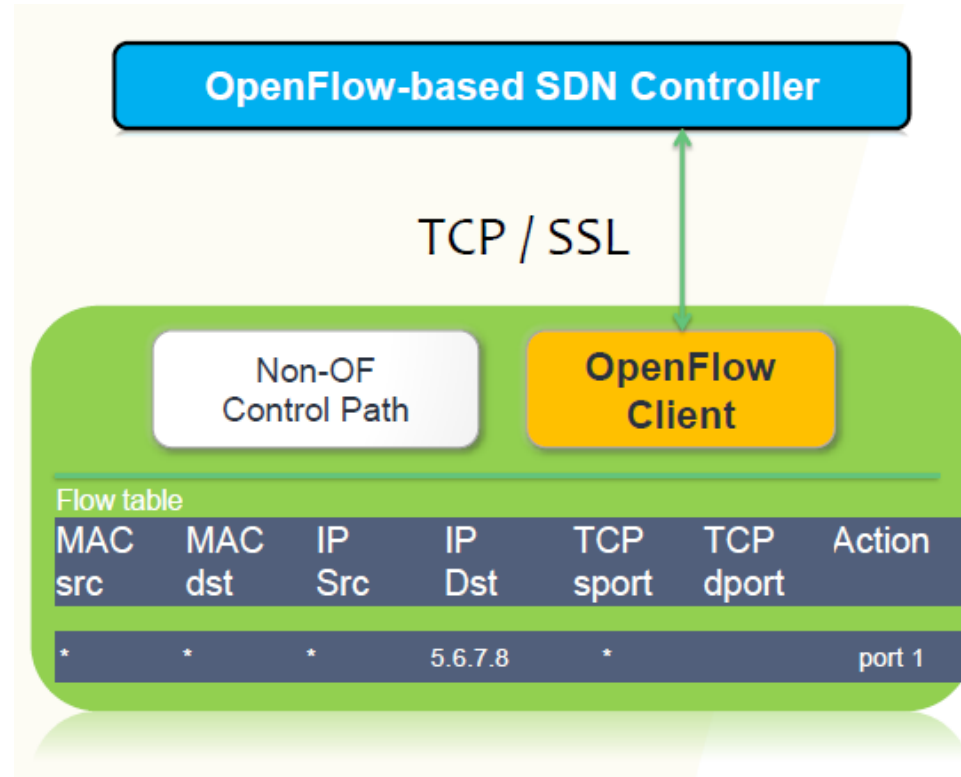 OpenFlow-based SDN Controller
TCP / SSL
Non-OF
Control Path
OpenFlow
Client
Flow table
MAC MAC IP IP TCP TCP Action
src dst Src Dst sport dport
* * * 5.6.7.8 * port 1